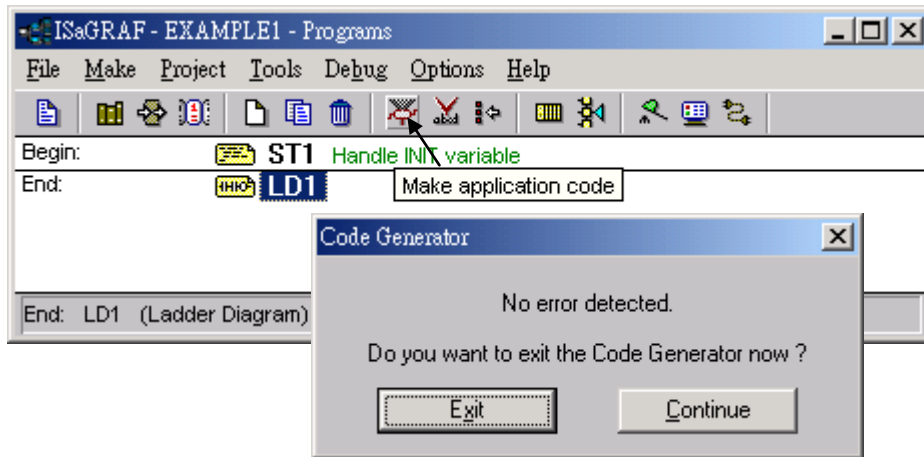 ISaGRAF - EXAMPLE1 - Programs
File Make Project Tools Debug Options Help
Begin: ST1 Handle INIT variable
End: LD1
Make application code
End: LD1 (Ladder Diagram)
Code Generator
No error detected.
Do you want to exit the Code Generator now ?
Exit Continue